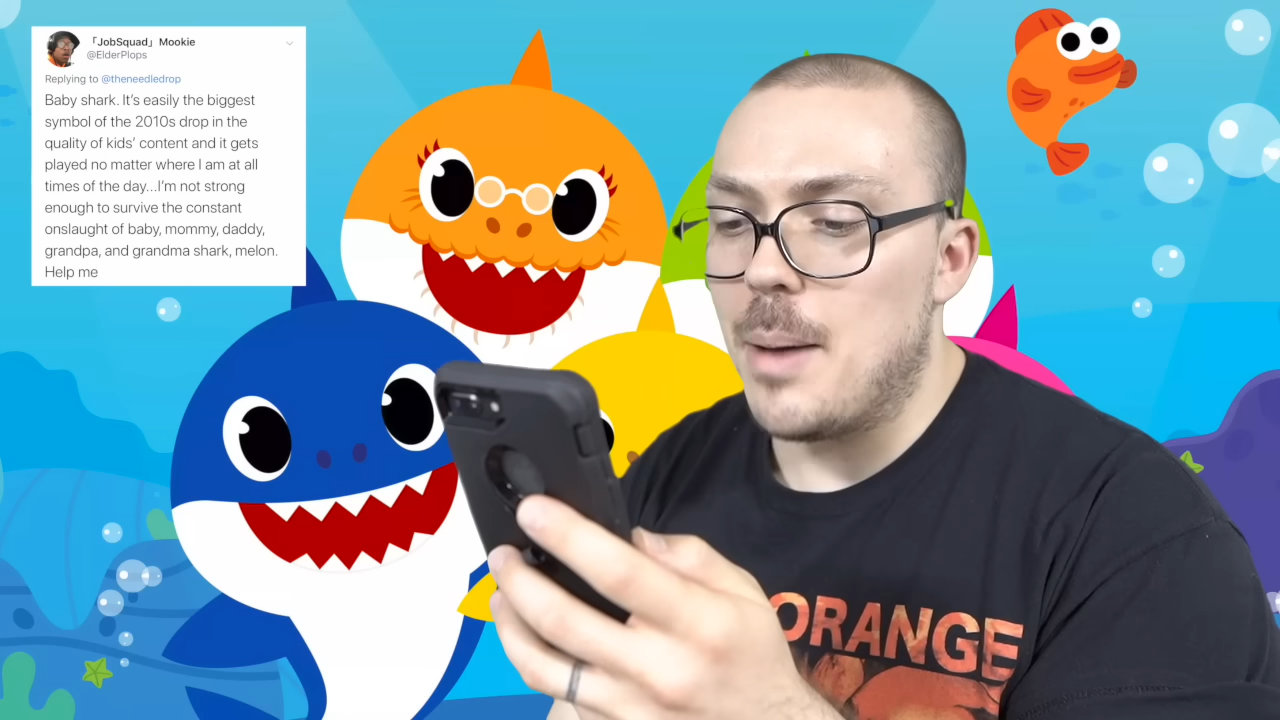 「JobSquad」 Mookie
@ElderPlops
Replying to @theneedledrop
Baby shark. It's easily the biggest
symbol of the 2010s drop in the
quality of kids' content and it gets
played no matter where I am at all
times of the day...I'm not strong
enough to survive the constant
onslaught of baby, mommy, daddy,
grandpa, and grandma shark, melon.
Help me
ORANGE